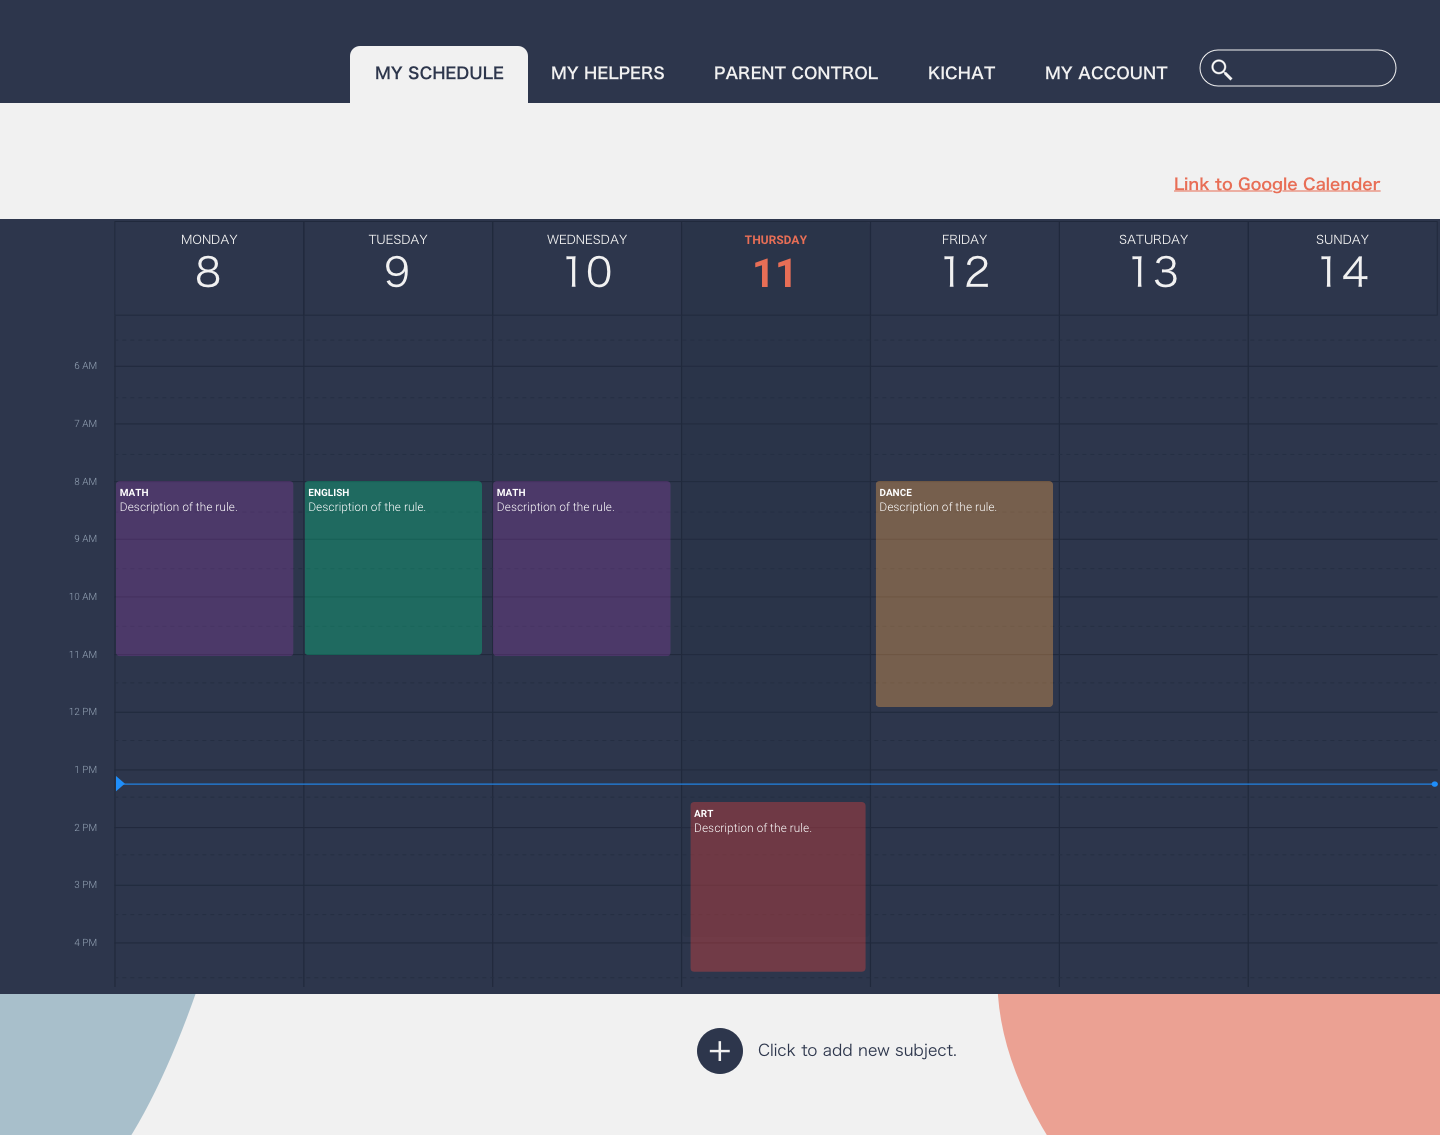 MY SCHEDULE
MY HELPERS
PARENT CONTROL
KICHAT
MY ACCOUNT
Link to Google Calender
MONDAY
8
TUESDAY
9
WEDNESDAY
10
THURSDAY
11
FRIDAY
12
SATURDAY
13
SUNDAY
14
6 AM
7 AM
8 AM
MATH
Description of the rule.
ENGLISH
Description of the rule.
MATH
Description of the rule.
DANCE
Description of the rule.
9 AM
10 AM
11 AM
12 PM
1 PM
ART
Description of the rule.
2 PM
3 PM
4 PM
Click to add new subject.